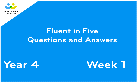 Fluent in Five
Questions and Answers
Year 4 Week 1